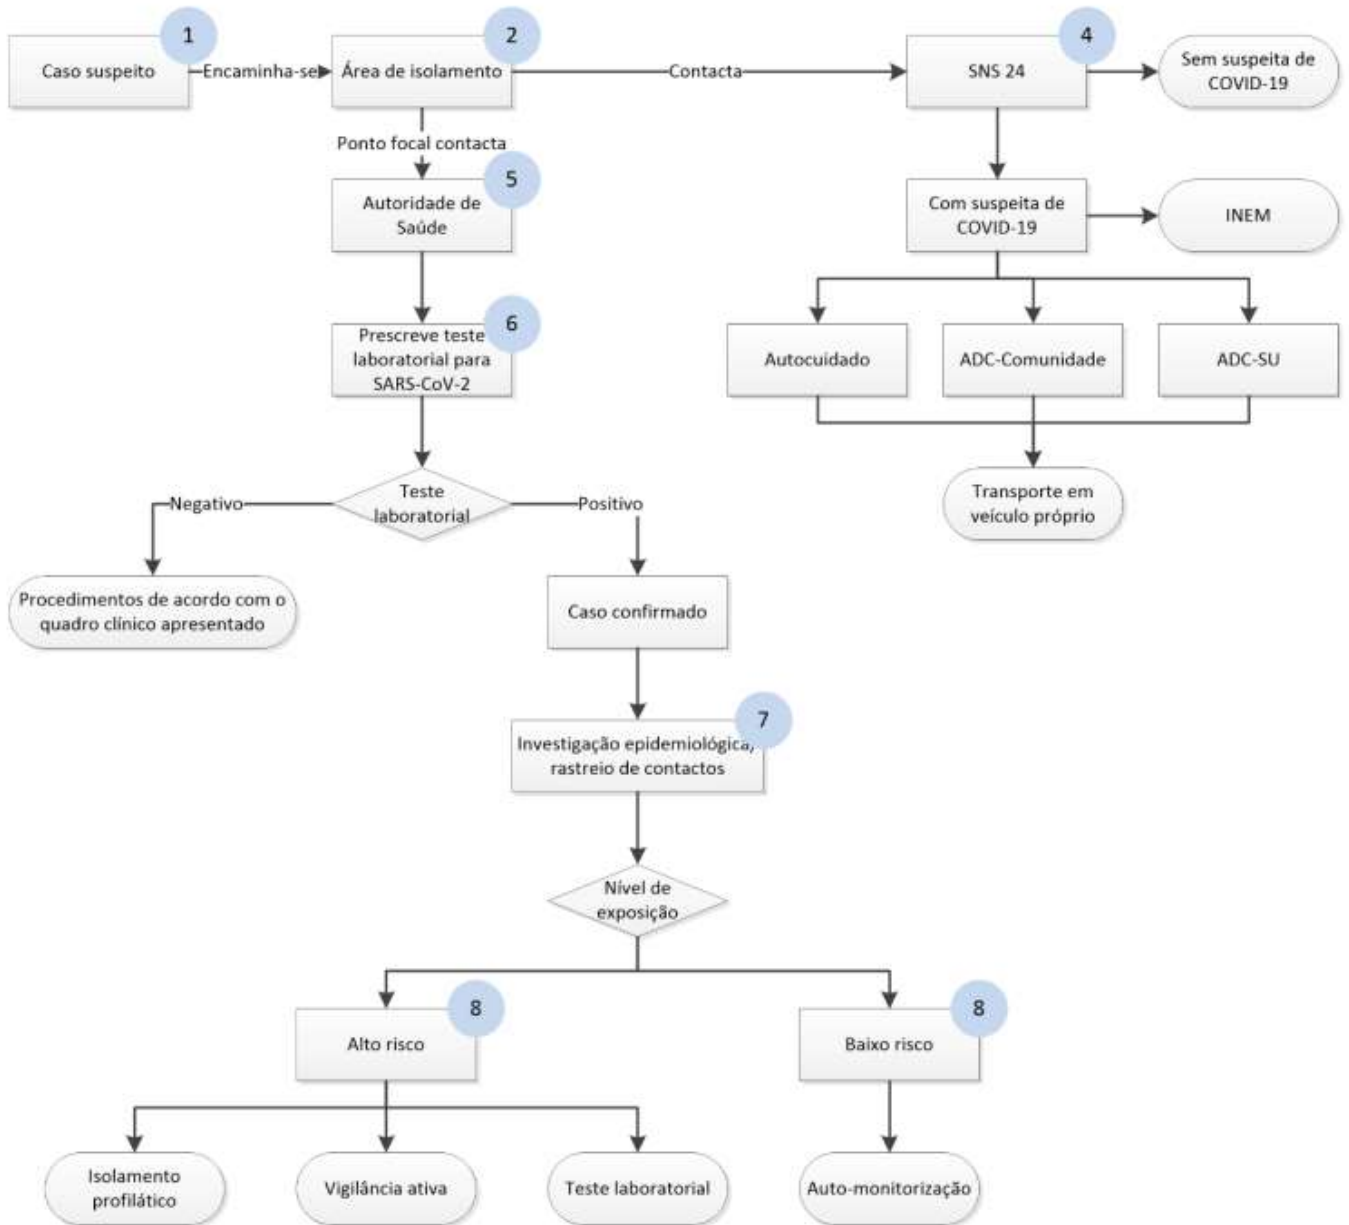 1
Caso suspeito
Encaminha-se
2
Área de isolamento
Contacta
4
SNS 24
Sem suspeita de
COVID-19
Ponto focal contacta
5
Autoridade de
Saúde
Com suspeita de
COVID-19
INEM
6
Prescreve teste
laboratorial para
SARS-CoV-2
Autocuidado
ADC-Comunidade
ADC-SU
Negativo
Teste
laboratorial
Positivo
Transporte em
veículo próprio
Procedimentos de acordo com o
quadro clínico apresentado
Caso confirmado
7
Investigação epidemiológica,
rastreio de contactos
Nível de
exposição
8
Alto risco
8
Baixo risco
Isolamento
profilático
Vigilância ativa
Teste laboratorial
Auto-monitorização